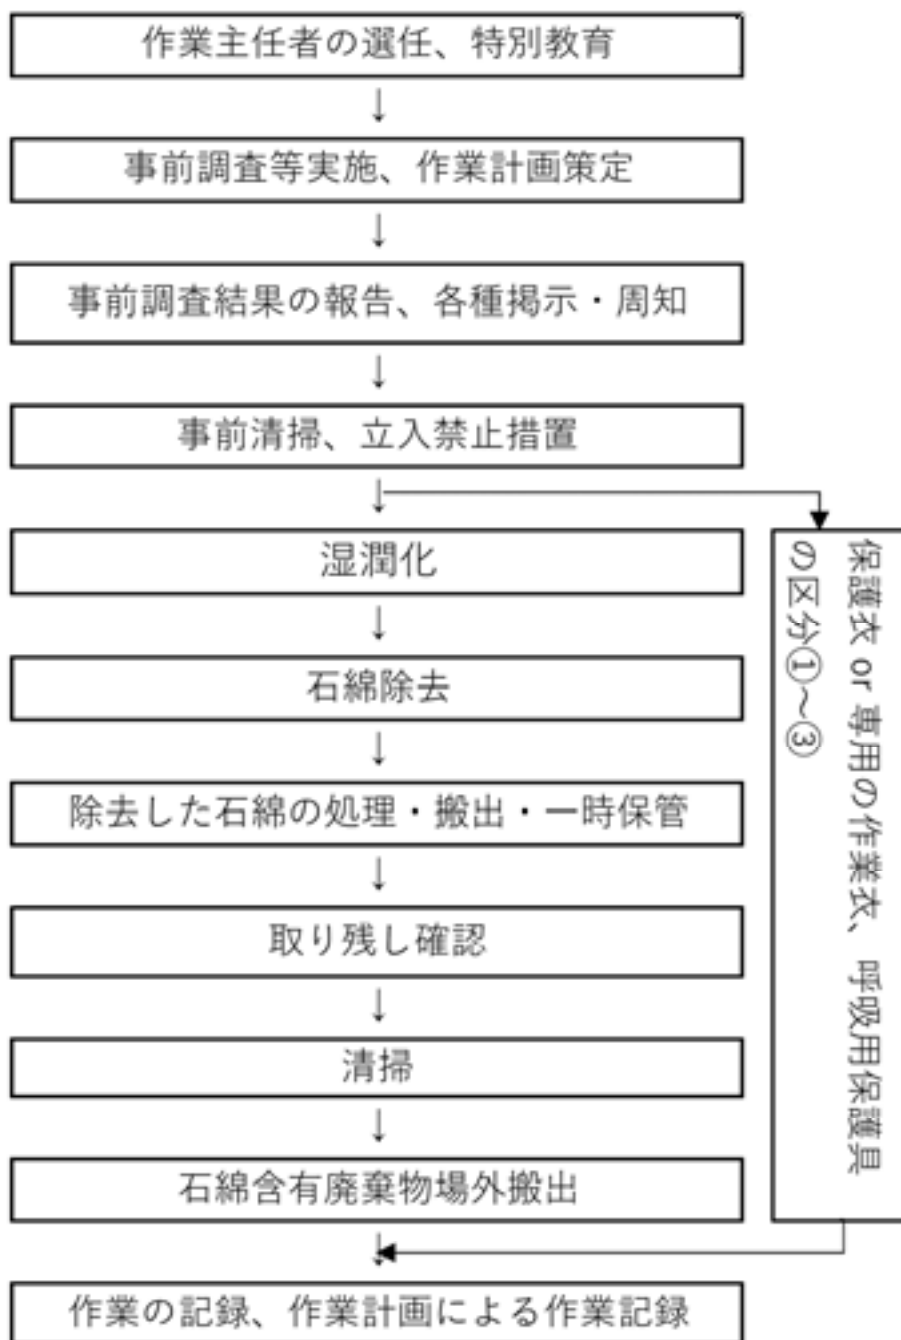 作業主任者の選任、特別教育
↓
事前調査等実施、作業計画策定
↓
事前調査結果の報告、各種掲示・周知
↓
事前清掃、立入禁止措置
↓
湿潤化
↓
石綿除去
↓
除去した石綿の処理・搬出・一時保管
↓
取り残し確認
↓
清掃
↓
石綿含有廃棄物場外搬出
↓
作業の記録、作業計画による作業記録
保護衣 or 専用の作業衣、 呼吸用保護具
の区分①~③